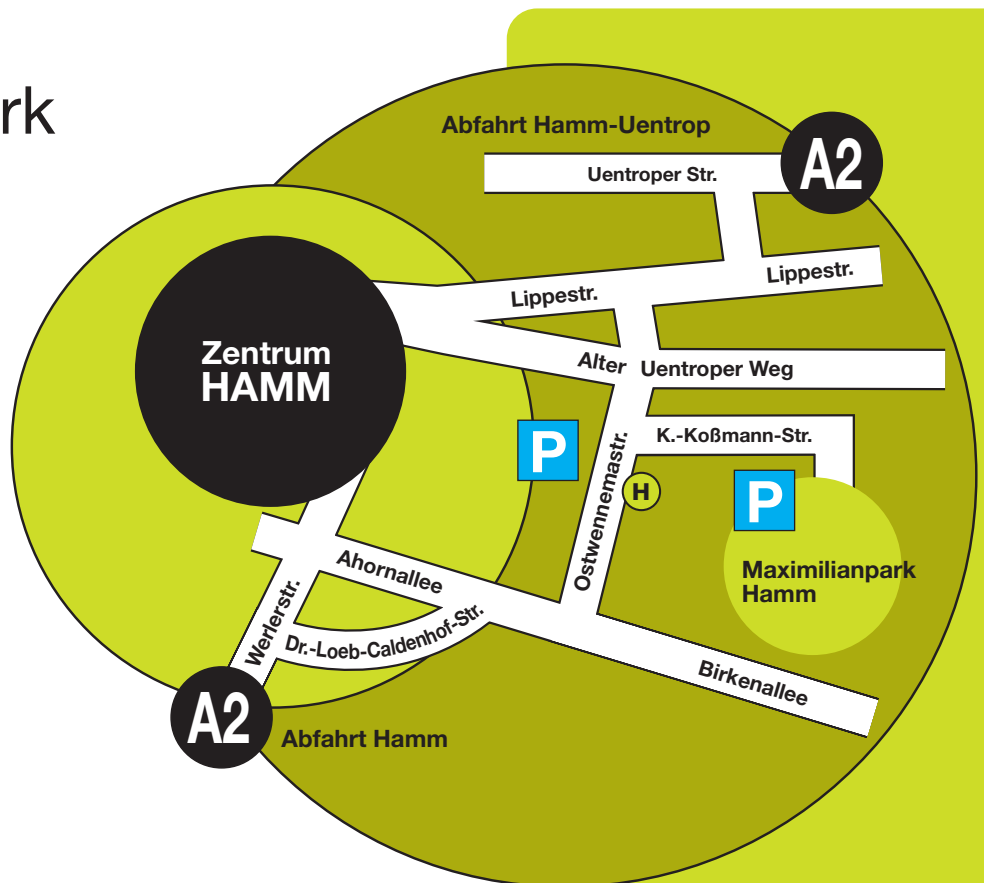 rk
Abfahrt Hamm-Uentrop
A2
Uentroper Str.
Lippestr.
Lippestr.
Zentrum
HAMM
Alter Uentroper Weg
K.-Koßmann-Str.
P
Ostwennemastr.
H
P
Ahornallee
Maximilianpark
Hamm
Werlerstr.
Dr.-Loeb-Caldenhof-Str.
Birkenallee
A2
Abfahrt Hamm